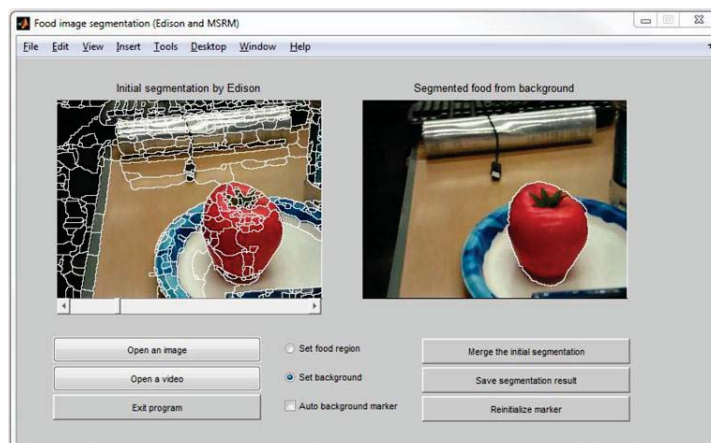 Food image segmentation (Edison and MSRM)
File Edit View Insert Tools Desktop Window Help
Initial segmentation by Edison
Segmented food from background
Open an image
Set food region
Merge the initial segmentation
Open a video
Set background
Save segmentation result
Exit program
Auto background marker
Reinitialize marker